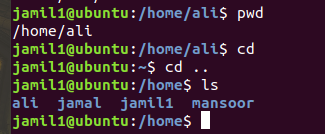 jamil1@ubuntu:/home/ali$ pwd
/home/ali
jamil1@ubuntu:/home/ali$ cd
jamil1@ubuntu:~$ cd ..
jamil1@ubuntu:/home$ ls
ali  jamal  jamil1  mansoor
jamil1@ubuntu:/home$